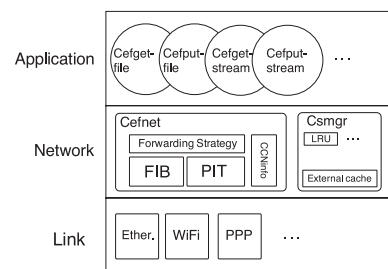 Application
Cefget-
file
Cefput-
file
Cefget-
stream
Cefput-
stream
...
Network
Cefnet
Forwarding Strategy
FIB
PIT
CCNinfo
Csmgr
LRU
...
External cache
Link
Ether.
WiFi
PPP
...